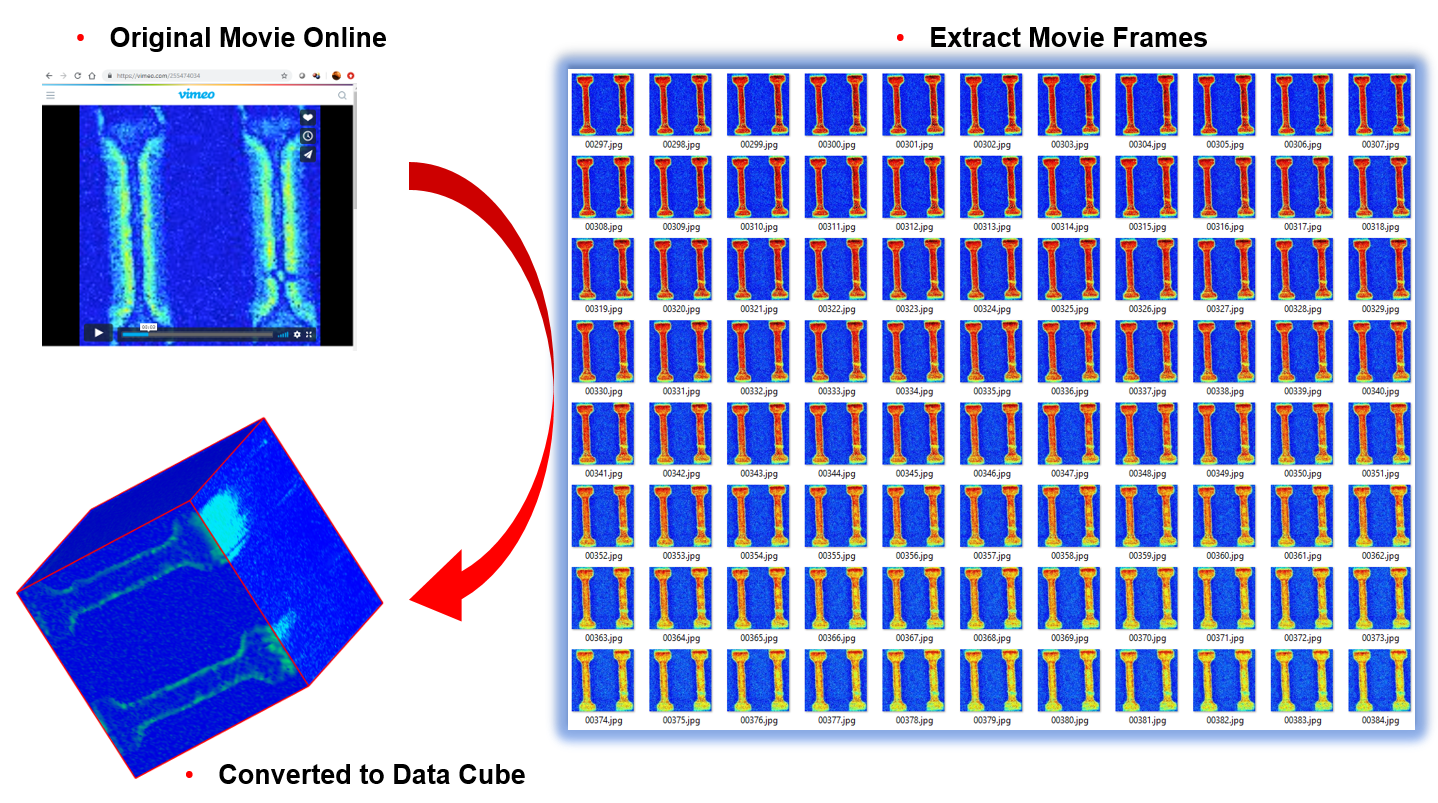 • Original Movie Online
https://vimeo.com/255474034
vimeo
• Extract Movie Frames
00297.jpg 00298.jpg 00299.jpg 00300.jpg 00301.jpg 00302.jpg 00303.jpg 00304.jpg 00305.jpg 00306.jpg 00307.jpg
00308.jpg 00309.jpg 00310.jpg 00311.jpg 00312.jpg 00313.jpg 00314.jpg 00315.jpg 00316.jpg 00317.jpg 00318.jpg
00319.jpg 00320.jpg 00321.jpg 00322.jpg 00323.jpg 00324.jpg 00325.jpg 00326.jpg 00327.jpg 00328.jpg 00329.jpg
00330.jpg 00331.jpg 00332.jpg 00333.jpg 00334.jpg 00335.jpg 00336.jpg 00337.jpg 00338.jpg 00339.jpg 00340.jpg
00341.jpg 00342.jpg 00343.jpg 00344.jpg 00345.jpg 00346.jpg 00347.jpg 00348.jpg 00349.jpg 00350.jpg 00351.jpg
00352.jpg 00353.jpg 00354.jpg 00355.jpg 00356.jpg 00357.jpg 00358.jpg 00359.jpg 00360.jpg 00361.jpg 00362.jpg
00363.jpg 00364.jpg 00365.jpg 00366.jpg 00367.jpg 00368.jpg 00369.jpg 00370.jpg 00371.jpg 00372.jpg 00373.jpg
00374.jpg 00375.jpg 00376.jpg 00377.jpg 00378.jpg 00379.jpg 00380.jpg 00381.jpg 00382.jpg 00383.jpg 00384.jpg
• Converted to Data Cube